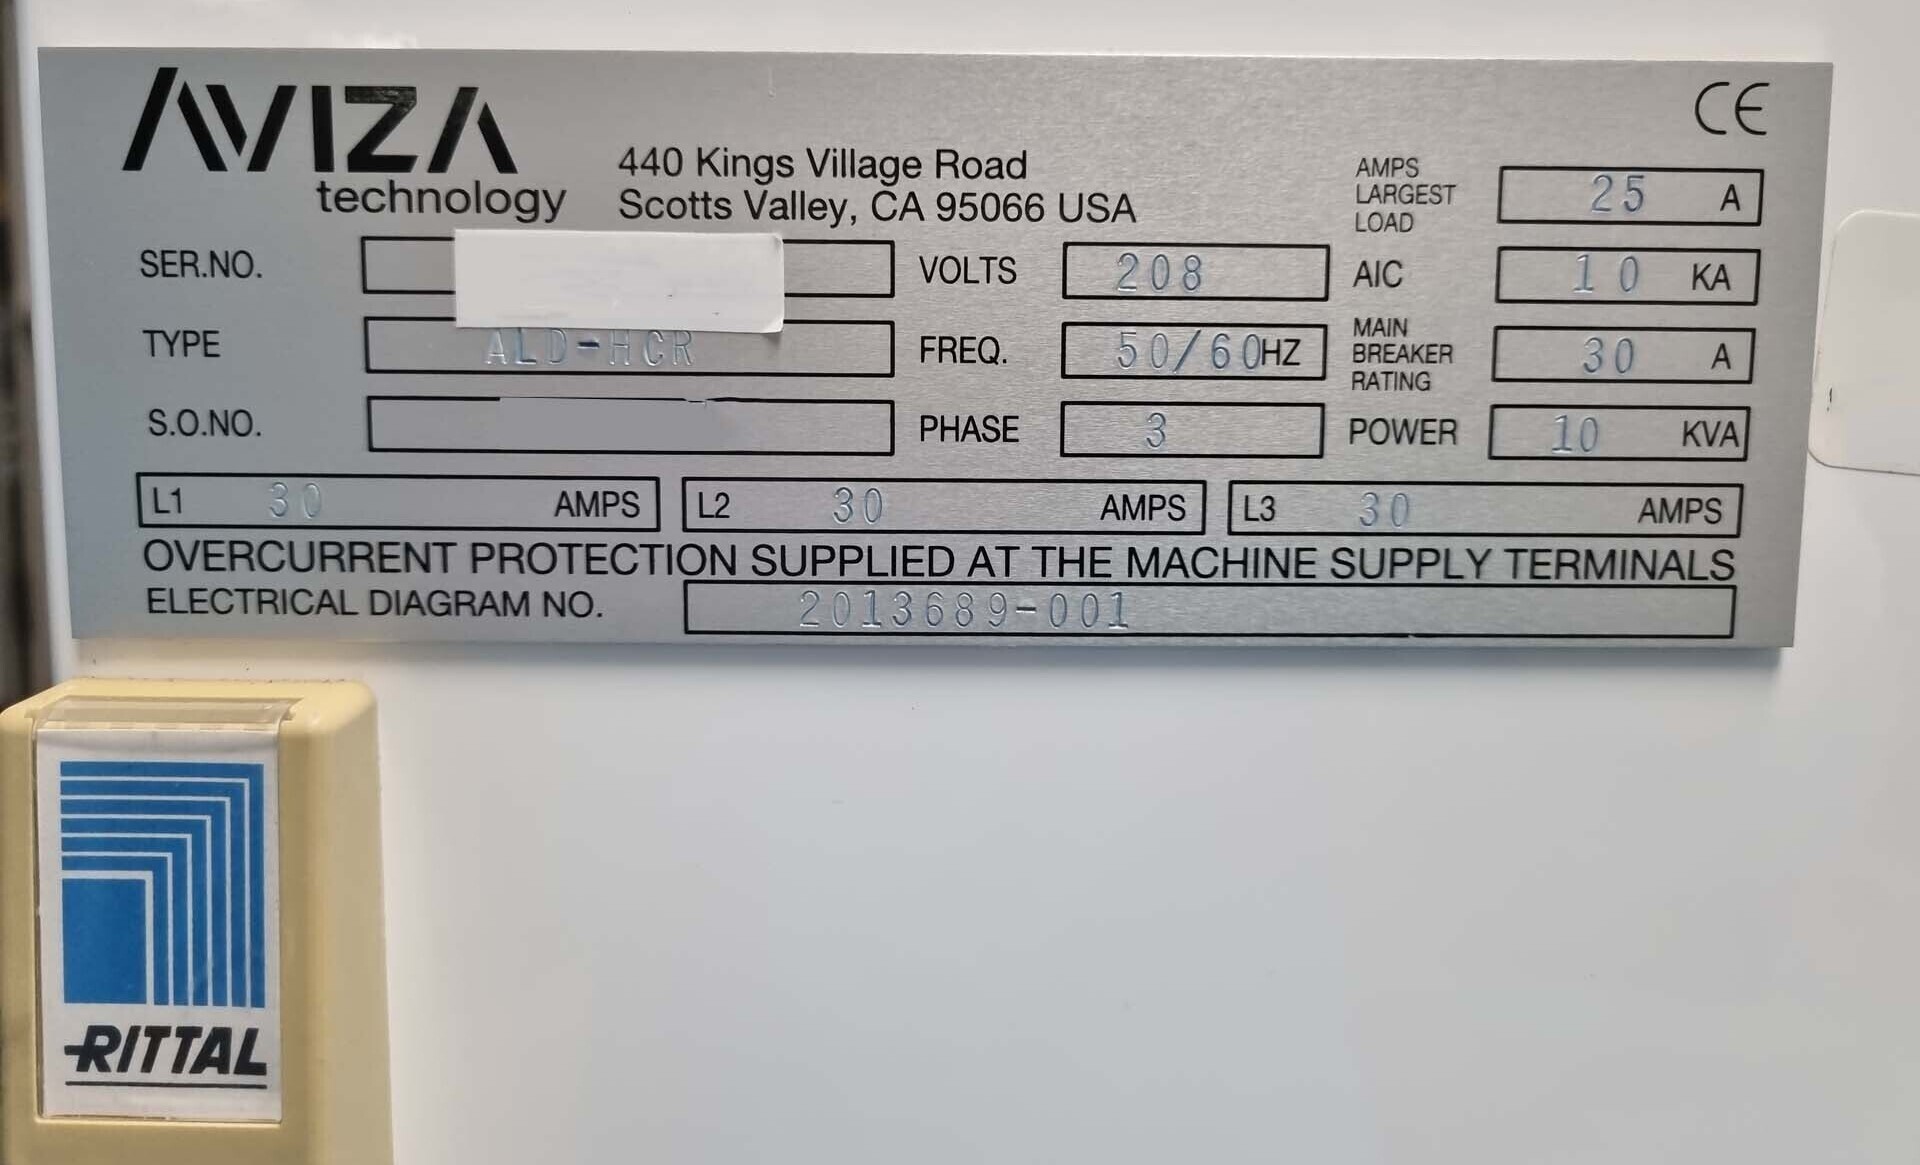 AVIZA
technology
440 Kings Village Road
Scotts Valley, CA 95066 USA
CE
AMPS
LARGEST
LOAD
25 A
SER.NO.
VOLTS 208
AIC 10 KA
TYPE ALD-HCR
FREQ. 50/60HZ
MAIN
BREAKER
RATING
30 A
S.O.NO.
PHASE 3
POWER 10 KVA
L1 30 AMPS
L2 30 AMPS
L3 30 AMPS
OVERCURRENT PROTECTION SUPPLIED AT THE MACHINE SUPPLY TERMINALS
ELECTRICAL DIAGRAM NO. 2013689-001
RITTAL